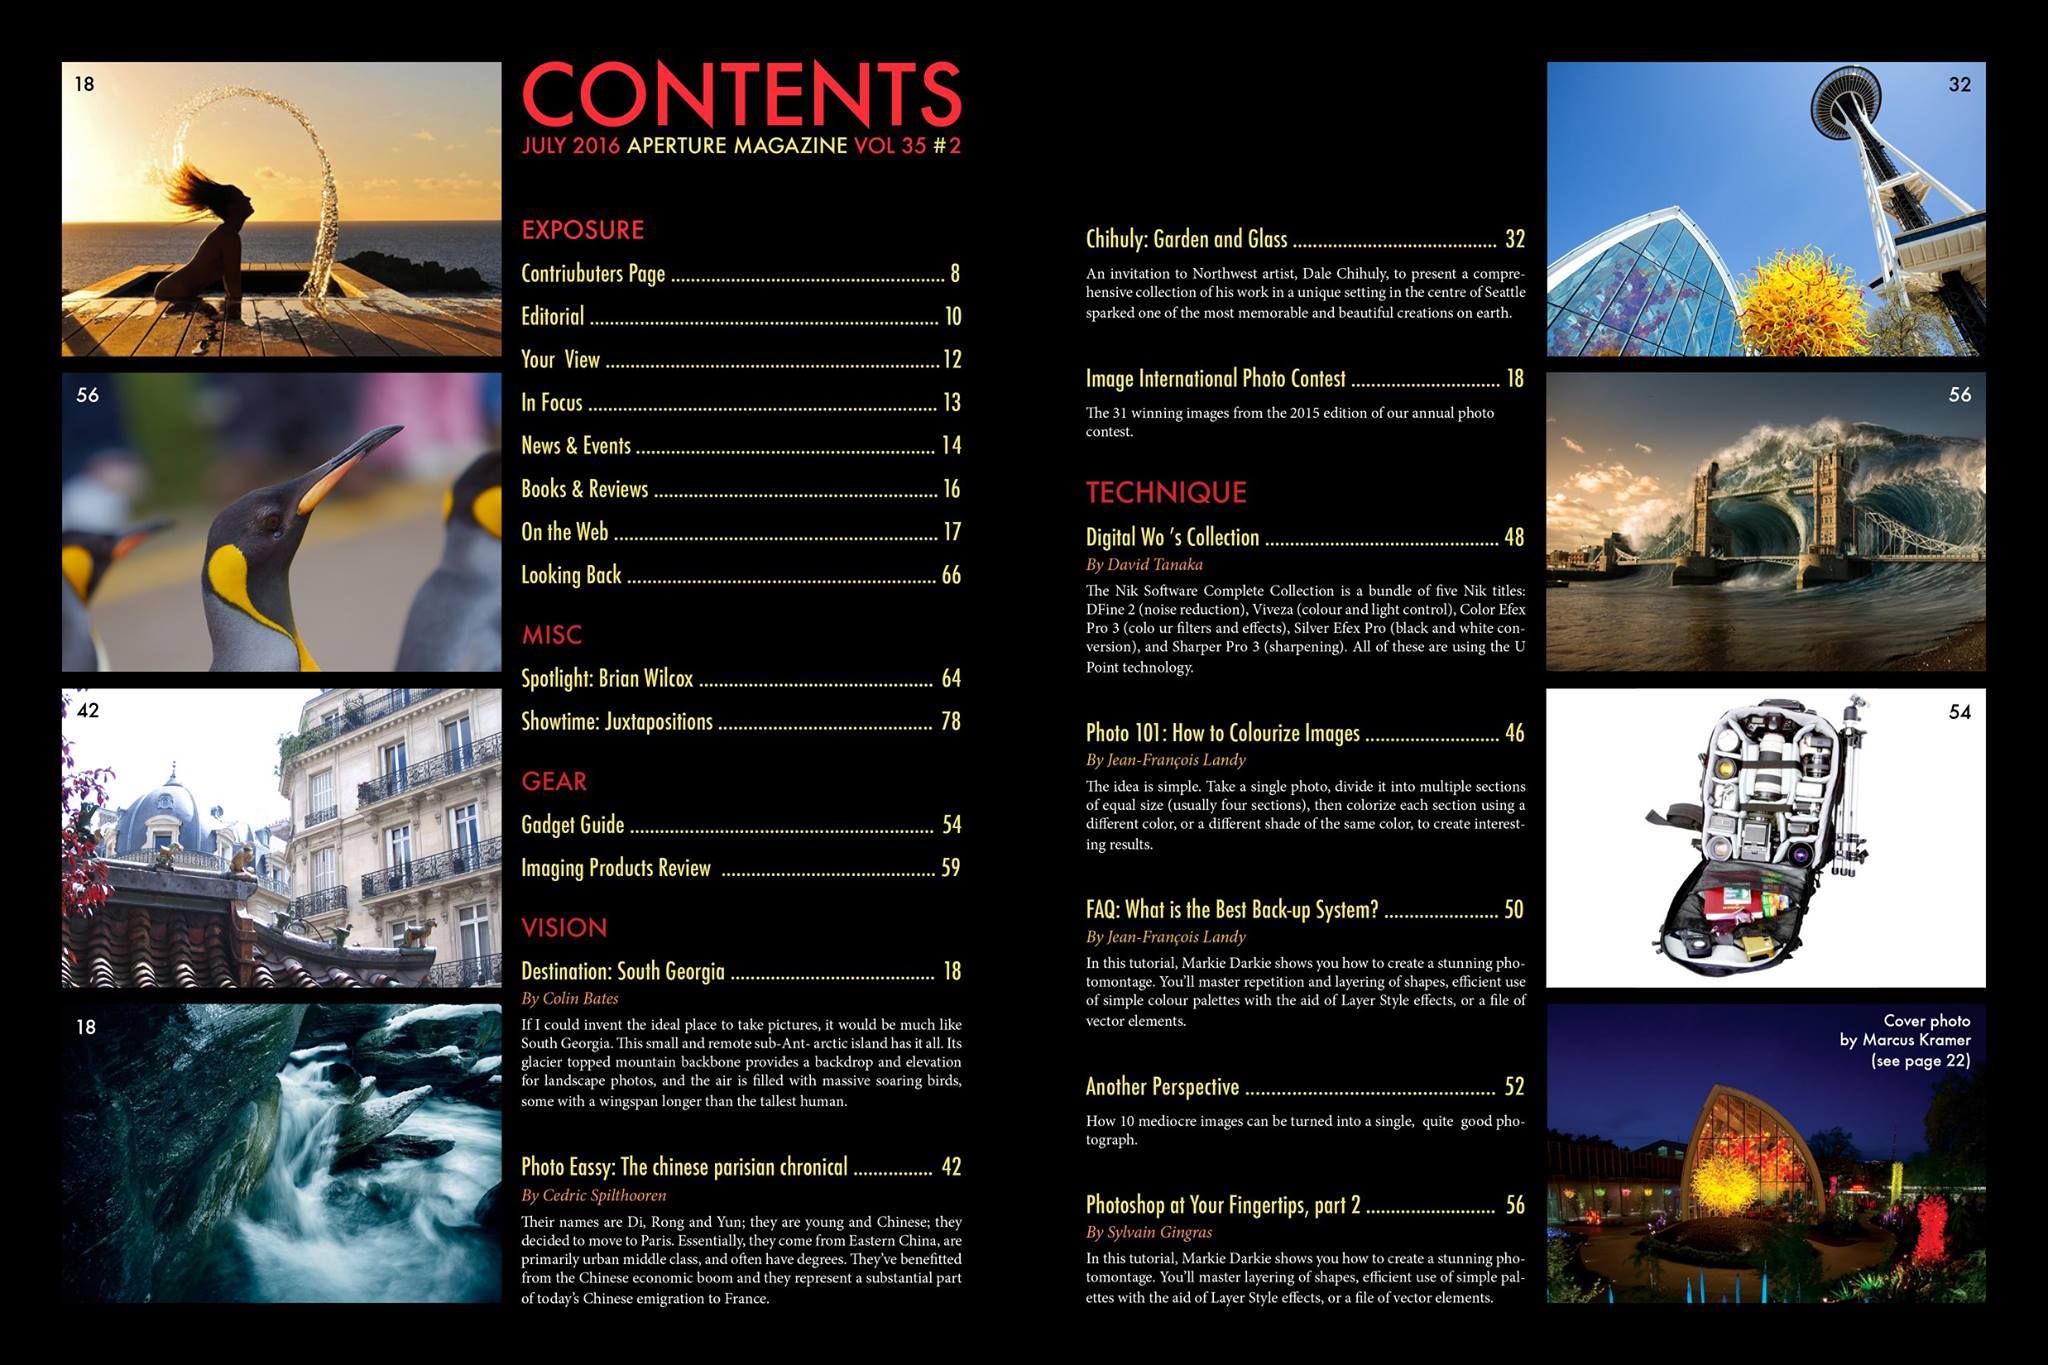 18
56
42
18
CONTENTS
JULY 2016 APERTURE MAGAZINE VOL 35 #2
EXPOSURE
Contriubuters Page ........................................................ 8
Editorial ........................................................ 10
Your View ........................................................ 12
In Focus ........................................................ 13
News & Events ........................................................ 14
Books & Reviews ........................................................ 16
On the Web ........................................................ 17
Looking Back ........................................................ 66
MISC
Spotlight: Brian Wilcox ................................................ 64
Showtime: Juxtapositions ............................................ 78
GEAR
Gadget Guide ........................................................ 54
Imaging Products Review ............................................ 59
VISION
Destination: South Georgia .......................................... 18
By Colin Bates
If I could invent the ideal place to take pictures, it would be much like
South Georgia. This small and remote sub-Ant- arctic island has it all. Its
glacier topped mountain backbone provides a backdrop and elevation
for landscape photos, and the air is filled with massive soaring birds,
some with a wingspan longer than the tallest human.
Photo Eassy: The chinese parisian chronical ................ 42
By Cedric Spilthooren
Their names are Di, Rong and Yun; they are young and Chinese; they
decided to move to Paris. Essentially, they come from Eastern China, are
primarily urban middle class, and often have degrees. They've benefitted
from the Chinese economic boom and they represent a substantial part
of today's Chinese emigration to France.
Chihuly: Garden and Glass ......................................... 32
An invitation to Northwest artist, Dale Chihuly, to present a compre-
hensive collection of his work in a unique setting in the centre of Seattle
sparked one of the most memorable and beautiful creations on earth.
Image International Photo Contest .............................. 18
The 31 winning images from the 2015 edition of our annual photo
contest.
TECHNIQUE
Digital Wo 's Collection ............................................... 48
By David Tanaka
The Nik Software Complete Collection is a bundle of five Nik titles:
DFine 2 (noise reduction), Viveza (colour and light control), Color Efex
Pro 3 (colo ur filters and effects), Silver Efex Pro (black and white con-
version), and Sharper Pro 3 (sharpening). All of these are using the U
Point technology.
Photo 101: How to Colourize Images ........................... 46
By Jean-François Landy
The idea is simple. Take a single photo, divide it into multiple sections
of equal size (usually four sections), then colorize each section using a
different color, or a different shade of the same color, to create interest-
ing results.
FAQ: What is the Best Back-up System? ....................... 50
By Jean-François Landy
In this tutorial, Markie Darkie shows you how to create a stunning pho-
tomontage. You'll master repetition and layering of shapes, efficient use
of simple colour palettes with the aid of Layer Style effects, or a file of
vector elements.
Another Perspective .................................................. 52
How 10 mediocre images can be turned into a single, quite good pho-
tograph.
Photoshop at Your Fingertips, part 2 .......................... 56
By Sylvain Gingras
In this tutorial, Markie Darkie shows you how to create a stunning pho-
tomontage. You'll master layering of shapes, efficient use of simple pal-
ettes with the aid of Layer Style effects, or a file of vector elements.
32
56
54
Cover photo
by Marcus Kramer
(see page 22)